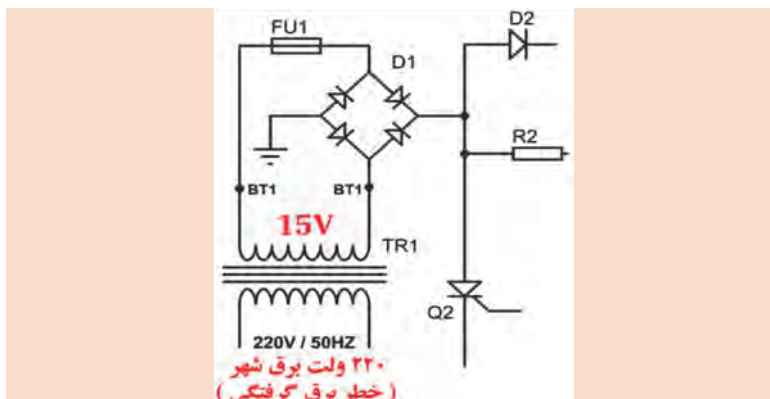 FU1
D2
D1
R2
BT1
BT1
15V
TR1
Q2
220V / 50HZ
۲۲۰ ولت برق شهر
( خطر برق گرفتگی )